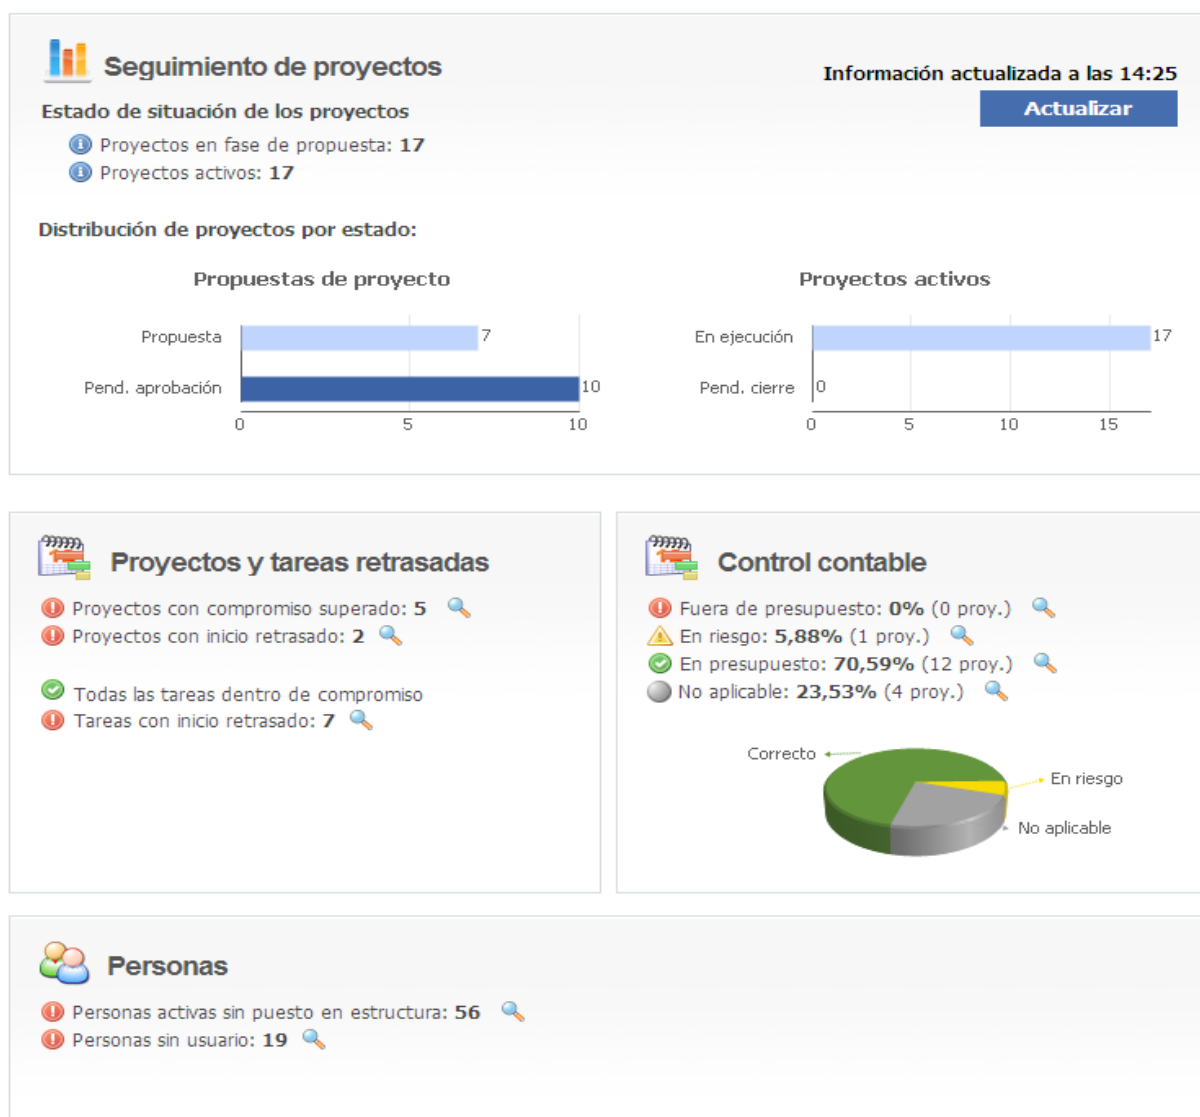 Seguimiento de proyectos
Información actualizada a las 14:25
Actualizar
Estado de situación de los proyectos
Proyectos en fase de propuesta: 17
Proyectos activos: 17
Distribución de proyectos por estado:
Propuestas de proyecto
Propuesta 7
Pend. aprobación 10
0 5 10
Proyectos activos
En ejecución 17
Pend. cierre 0
0 5 10 15
Proyectos y tareas retrasadas
Proyectos con compromiso superado: 5
Proyectos con inicio retrasado: 2
Todas las tareas dentro de compromiso
Tareas con inicio retrasado: 7
Control contable
Fuera de presupuesto: 0% (0 proy.)
En riesgo: 5,88% (1 proy.)
En presupuesto: 70,59% (12 proy.)
No aplicable: 23,53% (4 proy.)
Correcto
En riesgo
No aplicable
Personas
Personas activas sin puesto en estructura: 56
Personas sin usuario: 19